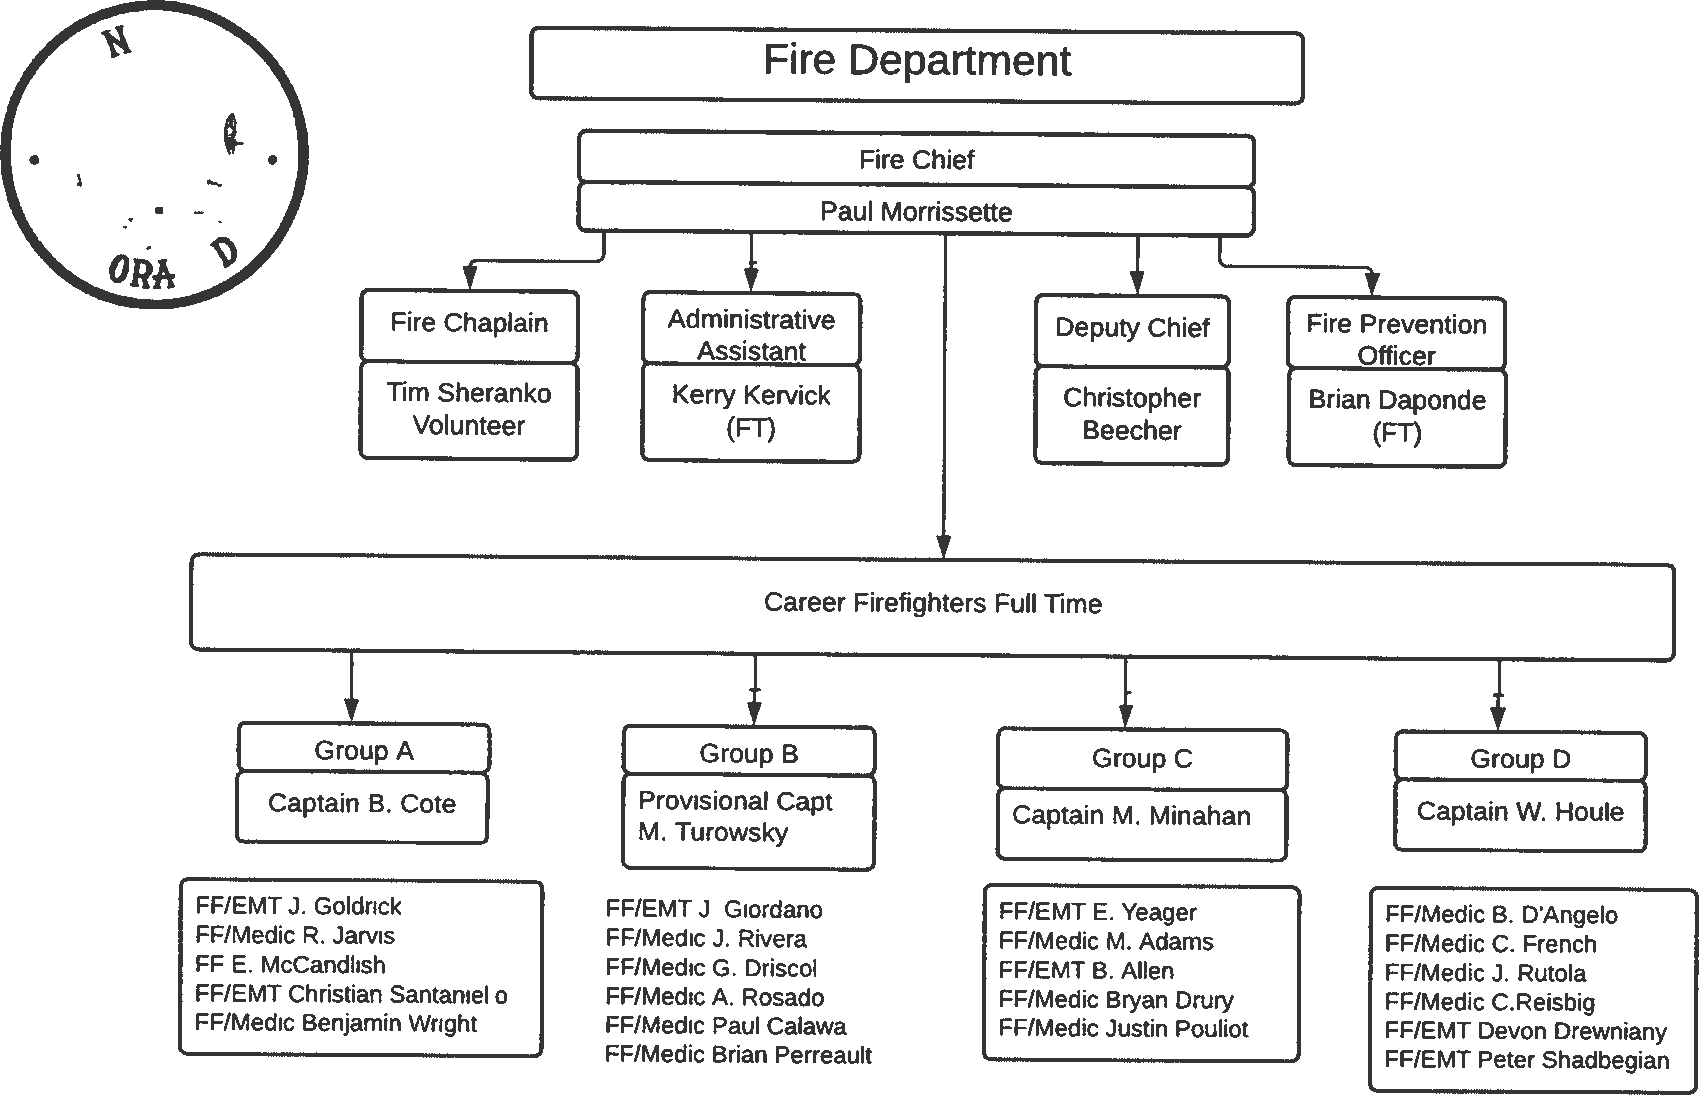 N
ORA D
Fire Department
Fire Chief
Paul Morrissette
Fire Chaplain
Tim Sheranko
Volunteer
Administrative
Assistant
Kerry Kervick
(FT)
Deputy Chief
Christopher
Beecher
Fire Prevention
Officer
Brian Daponde
(FT)
Career Firefighters Full Time
Group A
Captain B. Cote
FF/EMT J. Goldrick
FF/Medic R. Jarvis
FF E. McCandlish
FF/EMT Christian Santaniel o
FF/Medic Benjamin Wright
Group B
Provisional Capt
M. Turowsky
FF/EMT J Giordano
FF/Medic J. Rivera
FF/Medic G. Driscol
FF/Medic A. Rosado
FF/Medic Paul Calawa
FF/Medic Brian Perreault
Group C
Captain M. Minahan
FF/EMT E. Yeager
FF/Medic M. Adams
FF/EMT B. Allen
FF/Medic Bryan Drury
FF/Medic Justin Pouliot
Group D
Captain W. Houle
FF/Medic B. D'Angelo
FF/Medic C. French
FF/Medic J. Rutola
FF/Medic C.Reisbig
FF/EMT Devon Drewniany
FF/EMT Peter Shadbegian